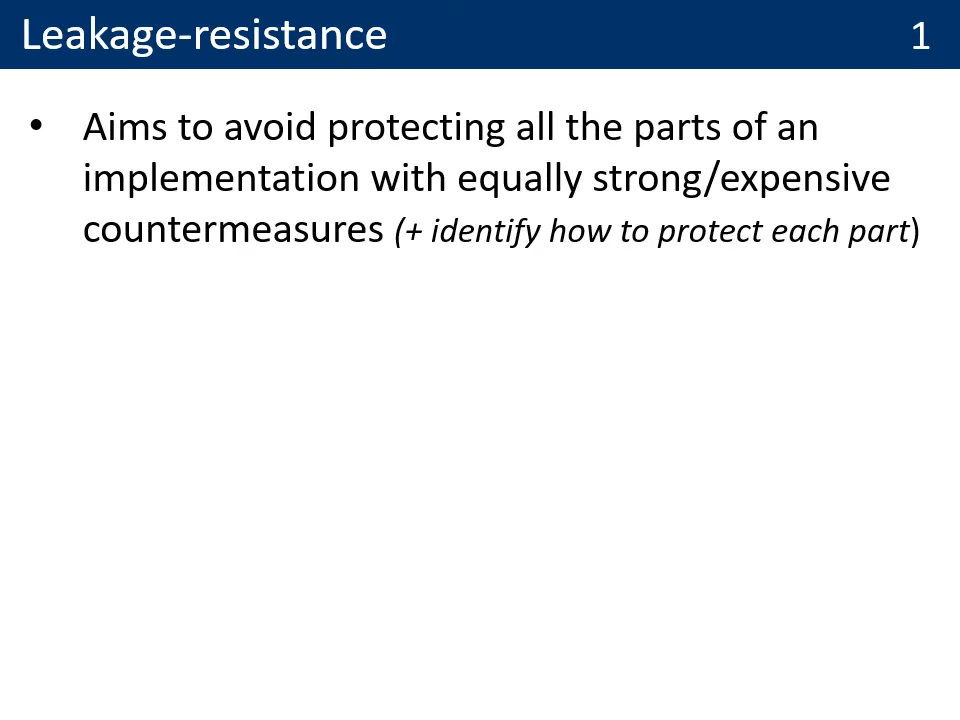 Leakage-resistance 1
• Aims to avoid protecting all the parts of an
implementation with equally strong/expensive
countermeasures (+ identify how to protect each part)